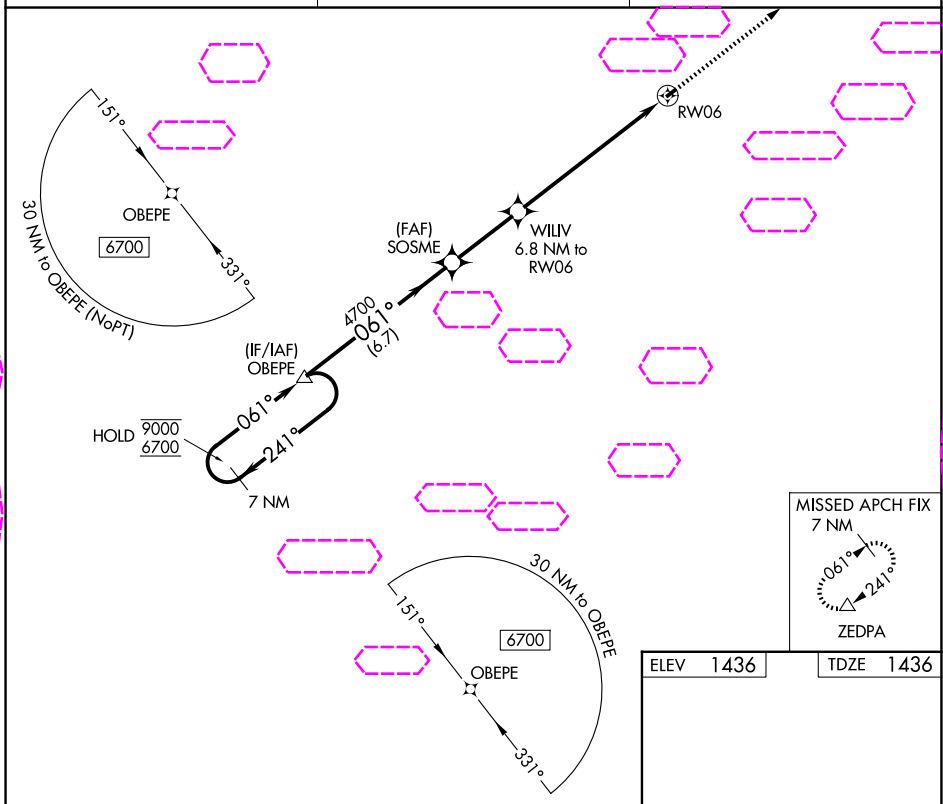 151°
OBEPE
6700
331°
30 NM to OBEPE (NoPT)
RW06
WILIV
6.8 NM to
RW06
(FAF)
SOSME
4700
061°
(6.7)
(IF/IAF)
OBEPE
HOLD
9000
6700
061°
241°
7 NM
30 NM to OBEPE
151°
6700
OBEPE
331°
MISSED APCH FIX
7 NM
061°
241°
ZEDPA
ELEV 1436
TDZE 1436